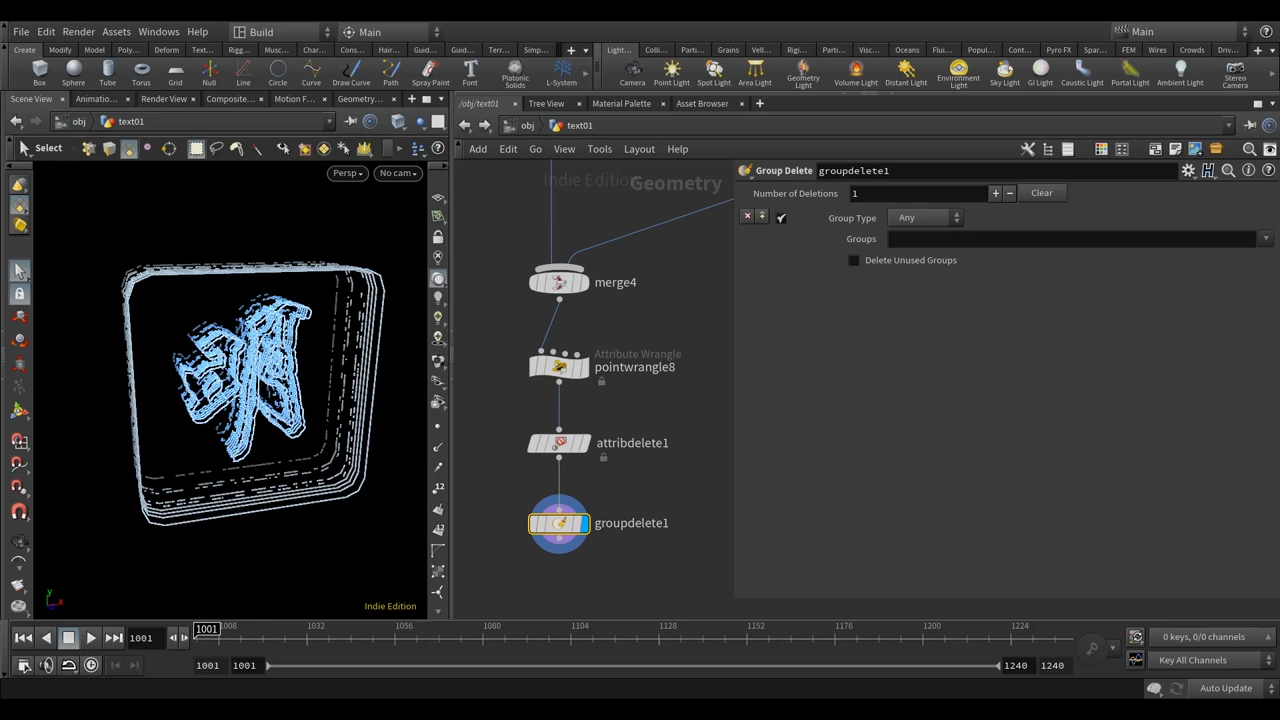 File Edit Render Assets Windows Help Build Main Main
Create Modify Model Poly... Deform Text... Rigg... Musc... Char... Cons... Hair... Guid... Guid... Terr... Simp... Light... Colli... Parti... Grains Vell... Rigi... Parti... Visc... Oceans Flui... Popul... Cont... Pyro FX Spar... FEM Wires Crowds Driv...
Box Sphere Tube Torus Grid Null Line Circle Curve Draw Curve Path Spray Paint Font Platonic Solids L-System Camera Point Light Spot Light Area Light Geometry Light Volume Light Distant Light Environment Light Sky Light GI Light Caustic Light Portal Light Ambient Light Stereo Camera
Scene View Animatio... Render View Composite... Motion F... Geometry... /obj/text01 Tree View Material Palette Asset Browser
obj text01 obj text01
Select Add Edit Go View Tools Layout Help
Persp No cam
Indie Edition Geometry
Group Delete groupdelete1
Number of Deletions 1 Clear
Group Type Any
Groups
Delete Unused Groups
merge4
Attribute Wrangle
pointwrangle8
attribdelete1
groupdelete1
12
12
y
x
Indie Edition
1001 1001 1008 1032 1056 1080 1104 1128 1152 1176 1200 1224 0 keys, 0/0 channels
1001 1001 1240 1240 Key All Channels
Auto Update